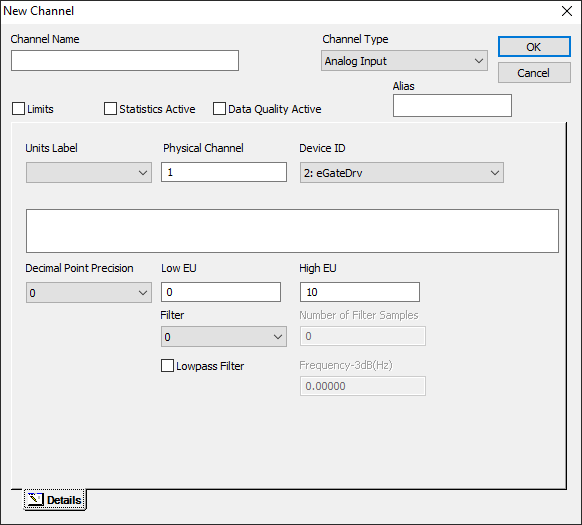 New Channel
Channel Name
Channel Type
Analog Input
OK
Cancel
Alias
Limits
Statistics Active
Data Quality Active
Units Label
Physical Channel
Device ID
1
2: eGateDrv
Decimal Point Precision
Low EU
High EU
0
0
10
Filter
Number of Filter Samples
0
0
Lowpass Filter
Frequency-3dB(Hz)
0.00000
Details